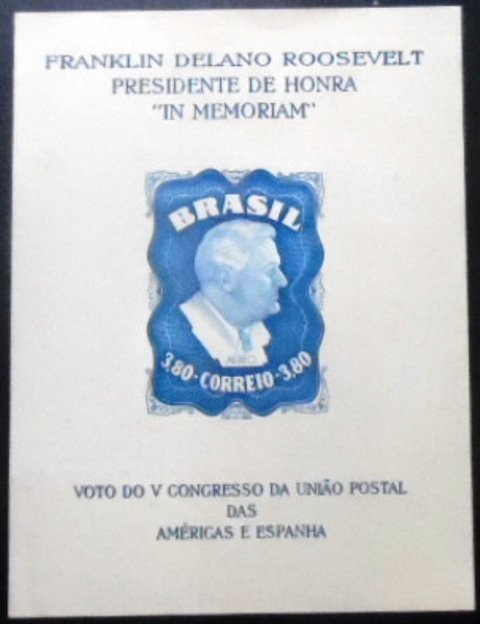 FRANKLIN DELANO ROOSEVELT
PRESIDENTE DE HONRA
"IN MEMORIAM"
BRASIL
AEREO
3,80-CORREIO-3,80
VOTO DO V CONGRESSO DA UNIÃO POSTAL
DAS
AMÉRICAS E ESPANHA